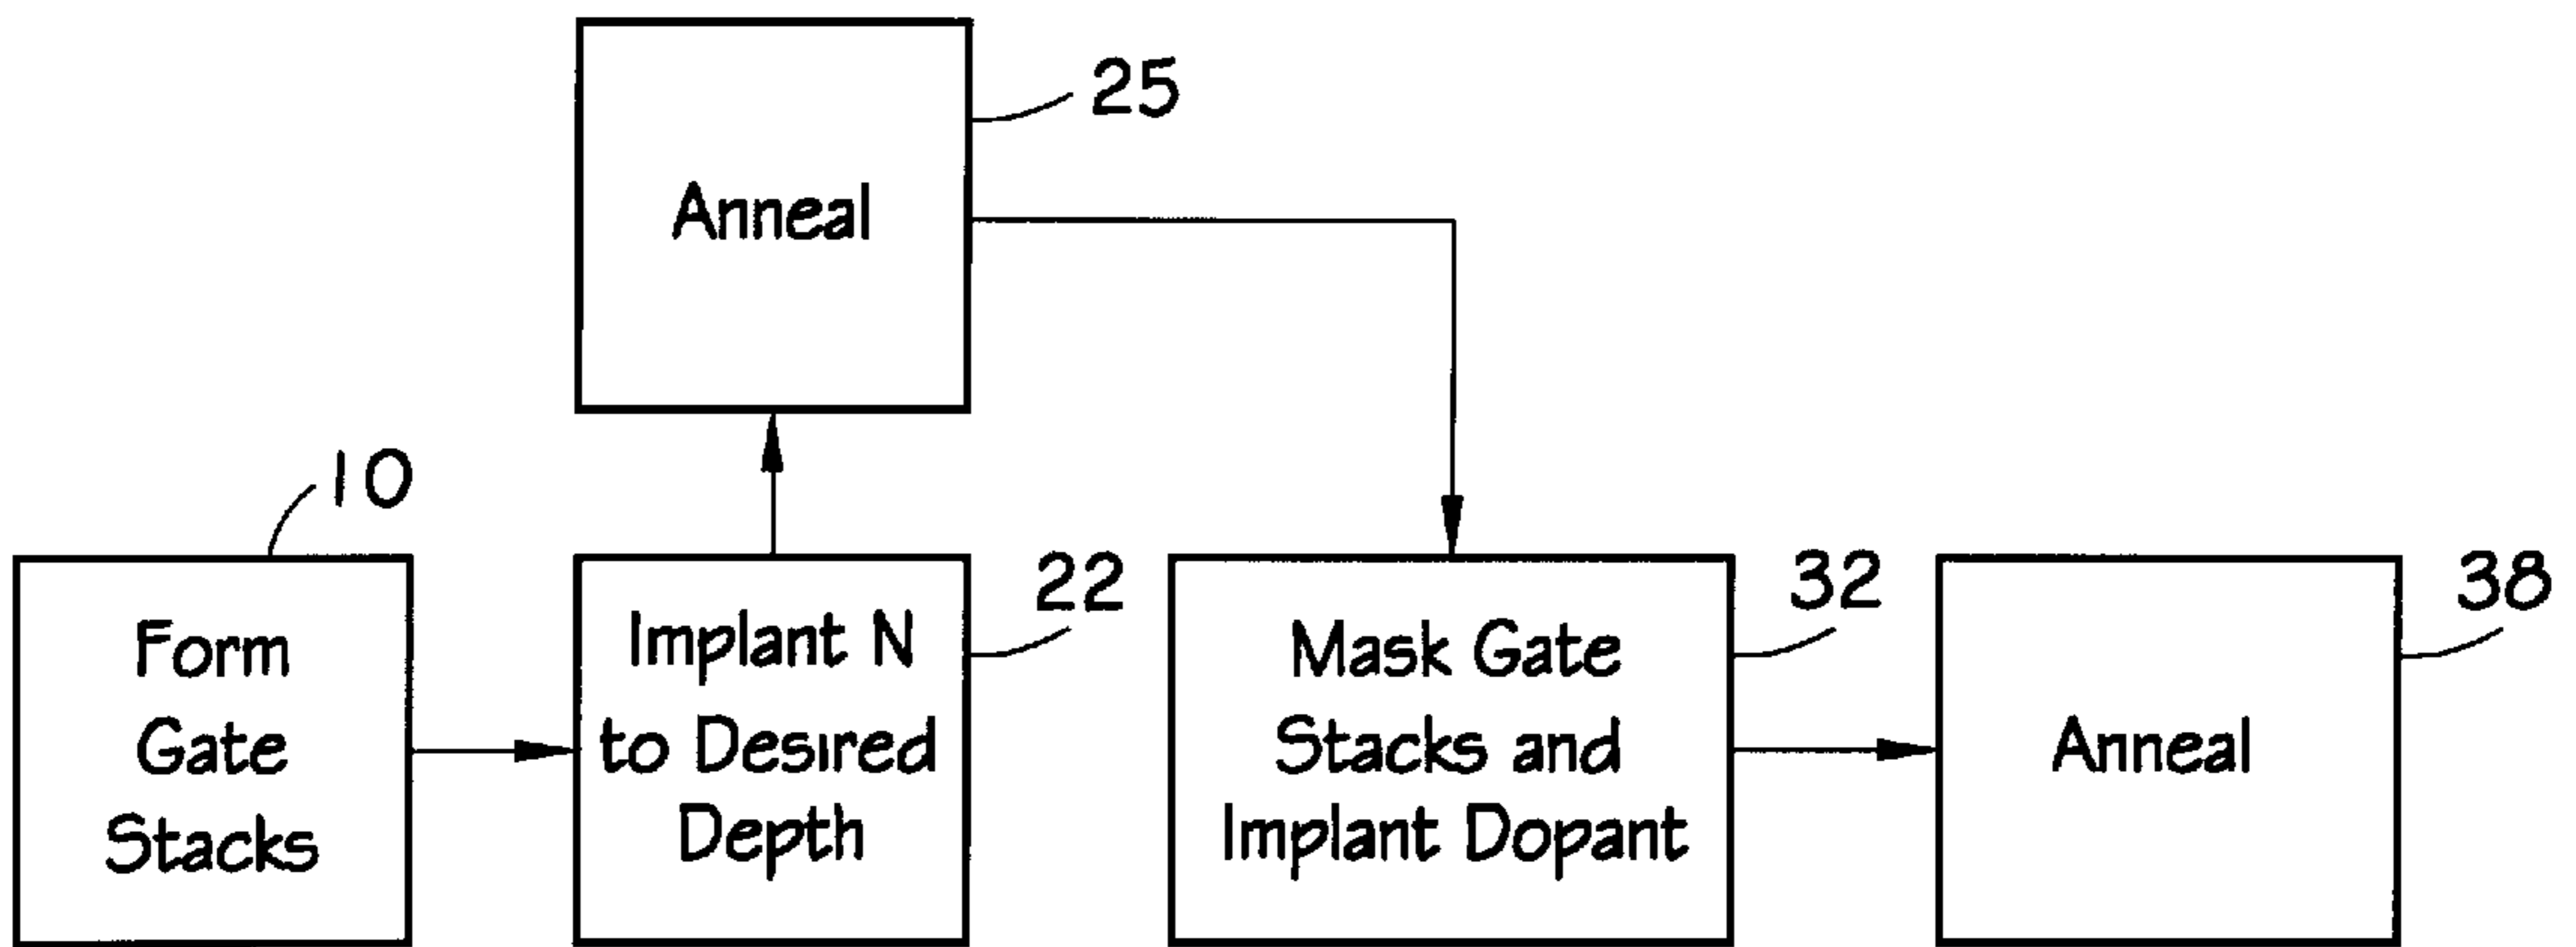 25
Anneal
10
Form
Gate
Stacks
22
Implant N
to Desired
Depth
32
Mask Gate
Stacks and
Implant Dopant
38
Anneal